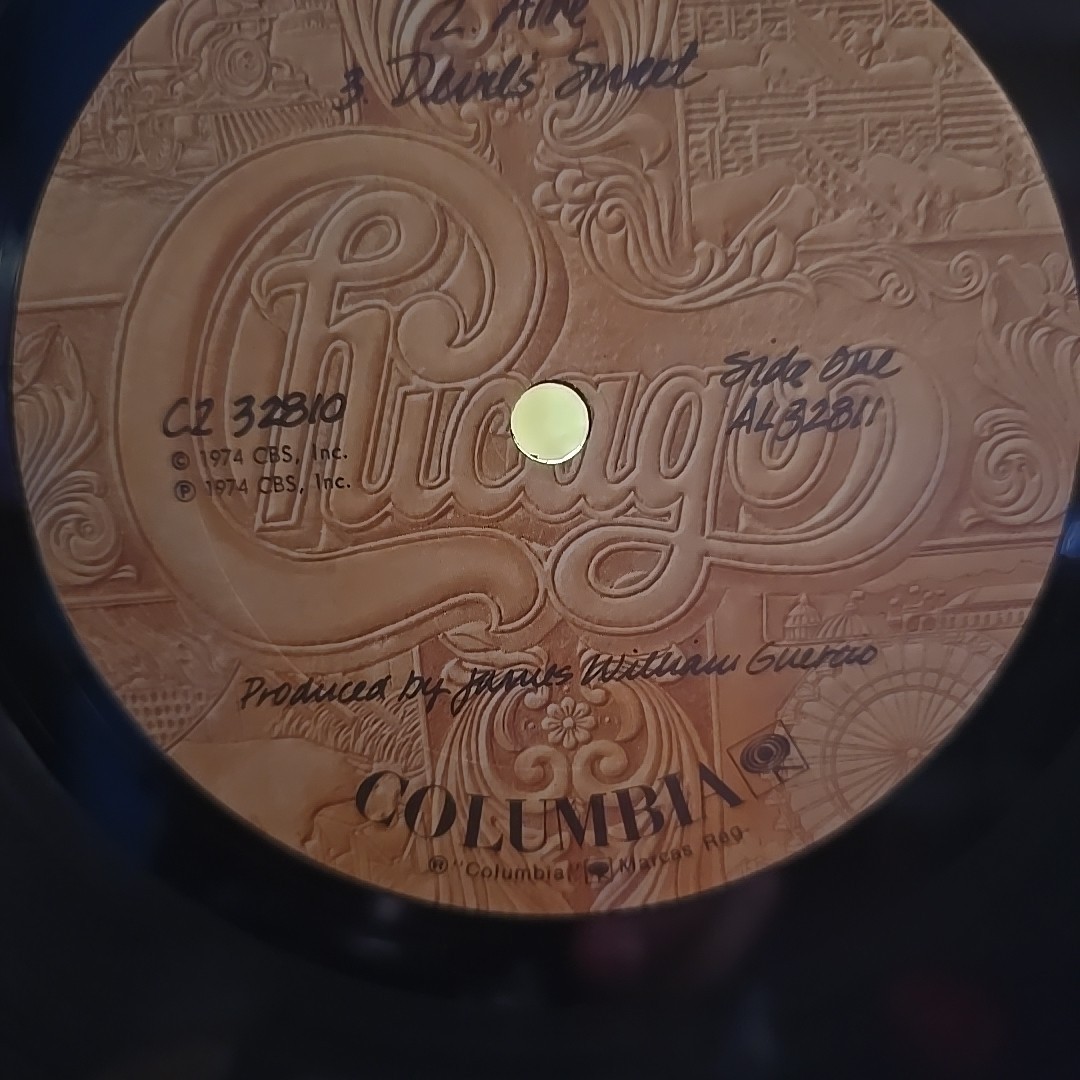 2. Aire
3. Devil's Sweet
Chicago
Side One
AL 32811
C2 32810
© 1974 CBS, Inc.
℗ 1974 CBS, Inc.
Produced by James William Guercio
COLUMBIA
® "Columbia," Marcas Reg.